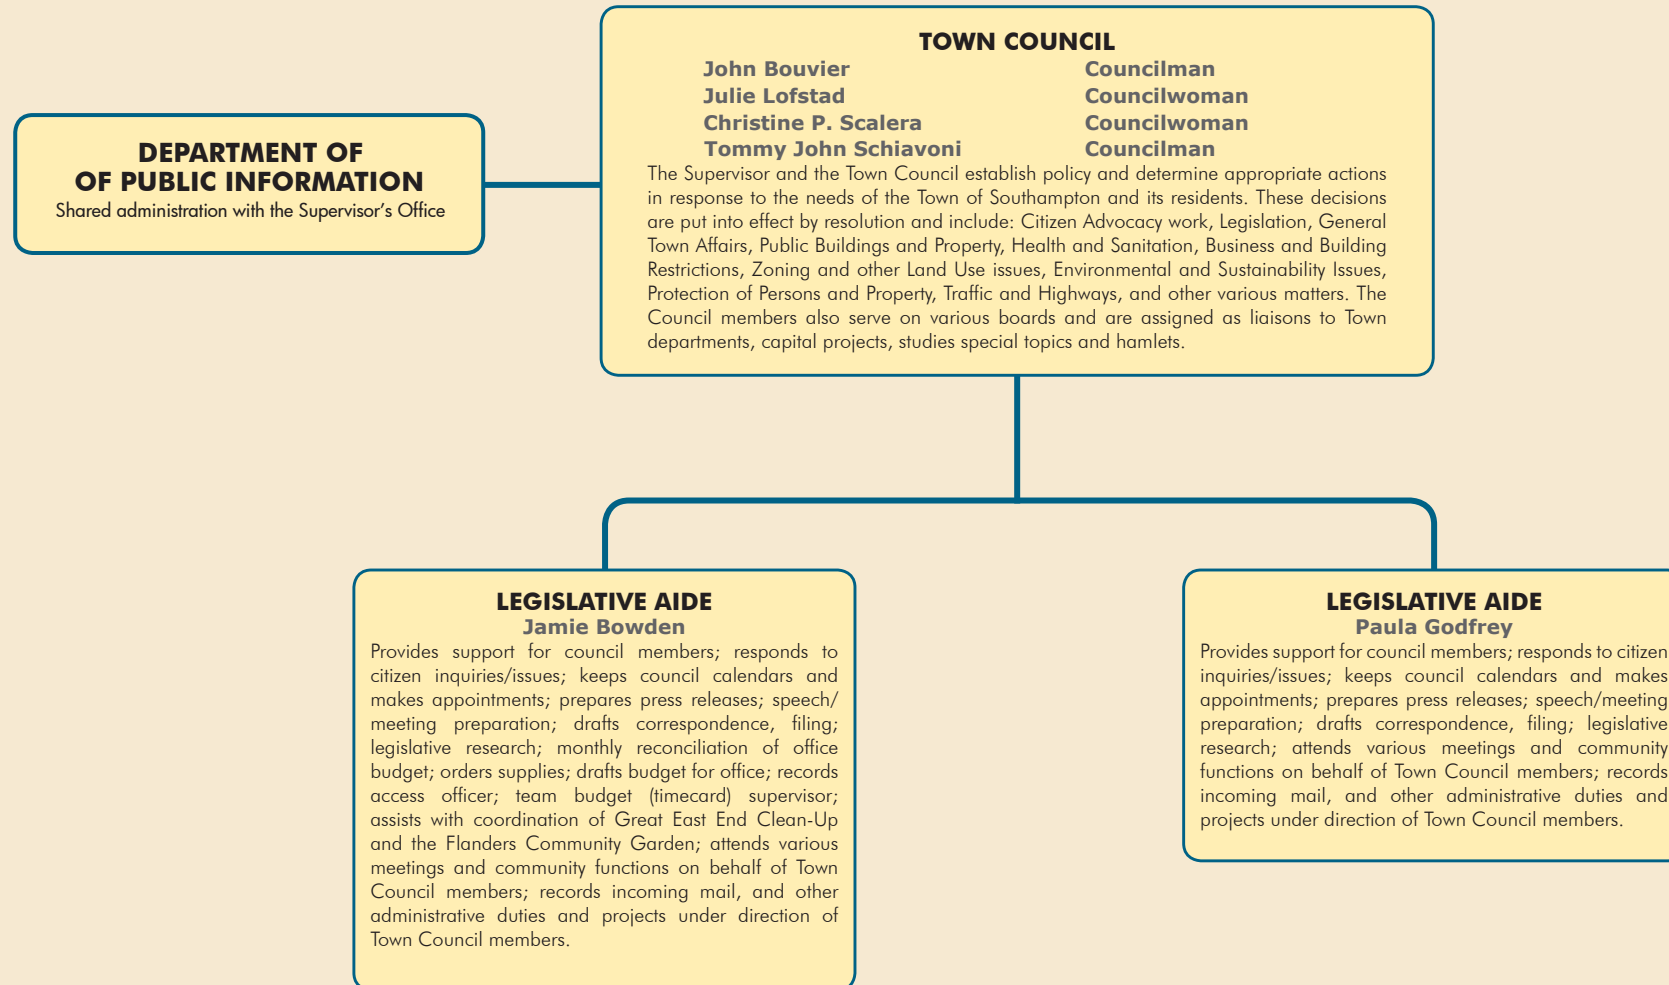 TOWN COUNCIL
John Bouvier Councilman
Julie Lofstad Councilwoman
Christine P. Scalera Councilwoman
Tommy John Schiavoni Councilman
The Supervisor and the Town Council establish policy and determine appropriate actions
in response to the needs of the Town of Southampton and its residents. These decisions
are put into effect by resolution and include: Citizen Advocacy work, Legislation, General
Town Affairs, Public Buildings and Property, Health and Sanitation, Business and Building
Restrictions, Zoning and other Land Use issues, Environmental and Sustainability Issues,
Protection of Persons and Property, Traffic and Highways, and other various matters. The
Council members also serve on various boards and are assigned as liaisons to Town
departments, capital projects, studies special topics and hamlets.
DEPARTMENT OF
OF PUBLIC INFORMATION
Shared administration with the Supervisor's Office
LEGISLATIVE AIDE
Jamie Bowden
Provides support for council members; responds to
citizen inquiries/issues; keeps council calendars and
makes appointments; prepares press releases; speech/
meeting preparation; drafts correspondence, filing;
legislative research; monthly reconciliation of office
budget; orders supplies; drafts budget for office; records
access officer; team budget (timecard) supervisor;
assists with coordination of Great East End Clean-Up
and the Flanders Community Garden; attends various
meetings and community functions on behalf of Town
Council members; records incoming mail, and other
administrative duties and projects under direction of
Town Council members.
LEGISLATIVE AIDE
Paula Godfrey
Provides support for council members; responds to citizen
inquiries/issues; keeps council calendars and makes
appointments; prepares press releases; speech/meeting
preparation; drafts correspondence, filing; legislative
research; attends various meetings and community
functions on behalf of Town Council members; records
incoming mail, and other administrative duties and
projects under direction of Town Council members.